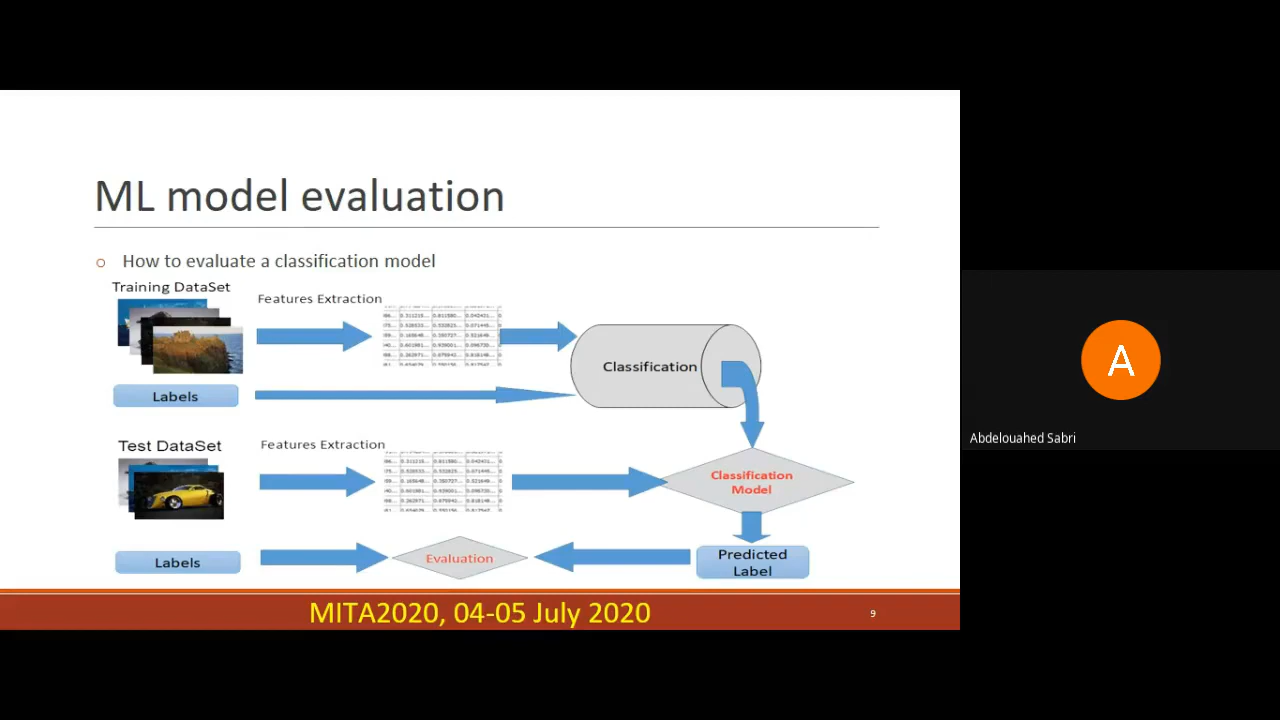 ML model evaluation
o How to evaluate a classification model
Training DataSet
Features Extraction
Classification
Labels
Test DataSet
Features Extraction
Classification
Model
Labels
Evaluation
Predicted
Label
MITA2020, 04-05 July 2020
9
A
Abdelouahed Sabri